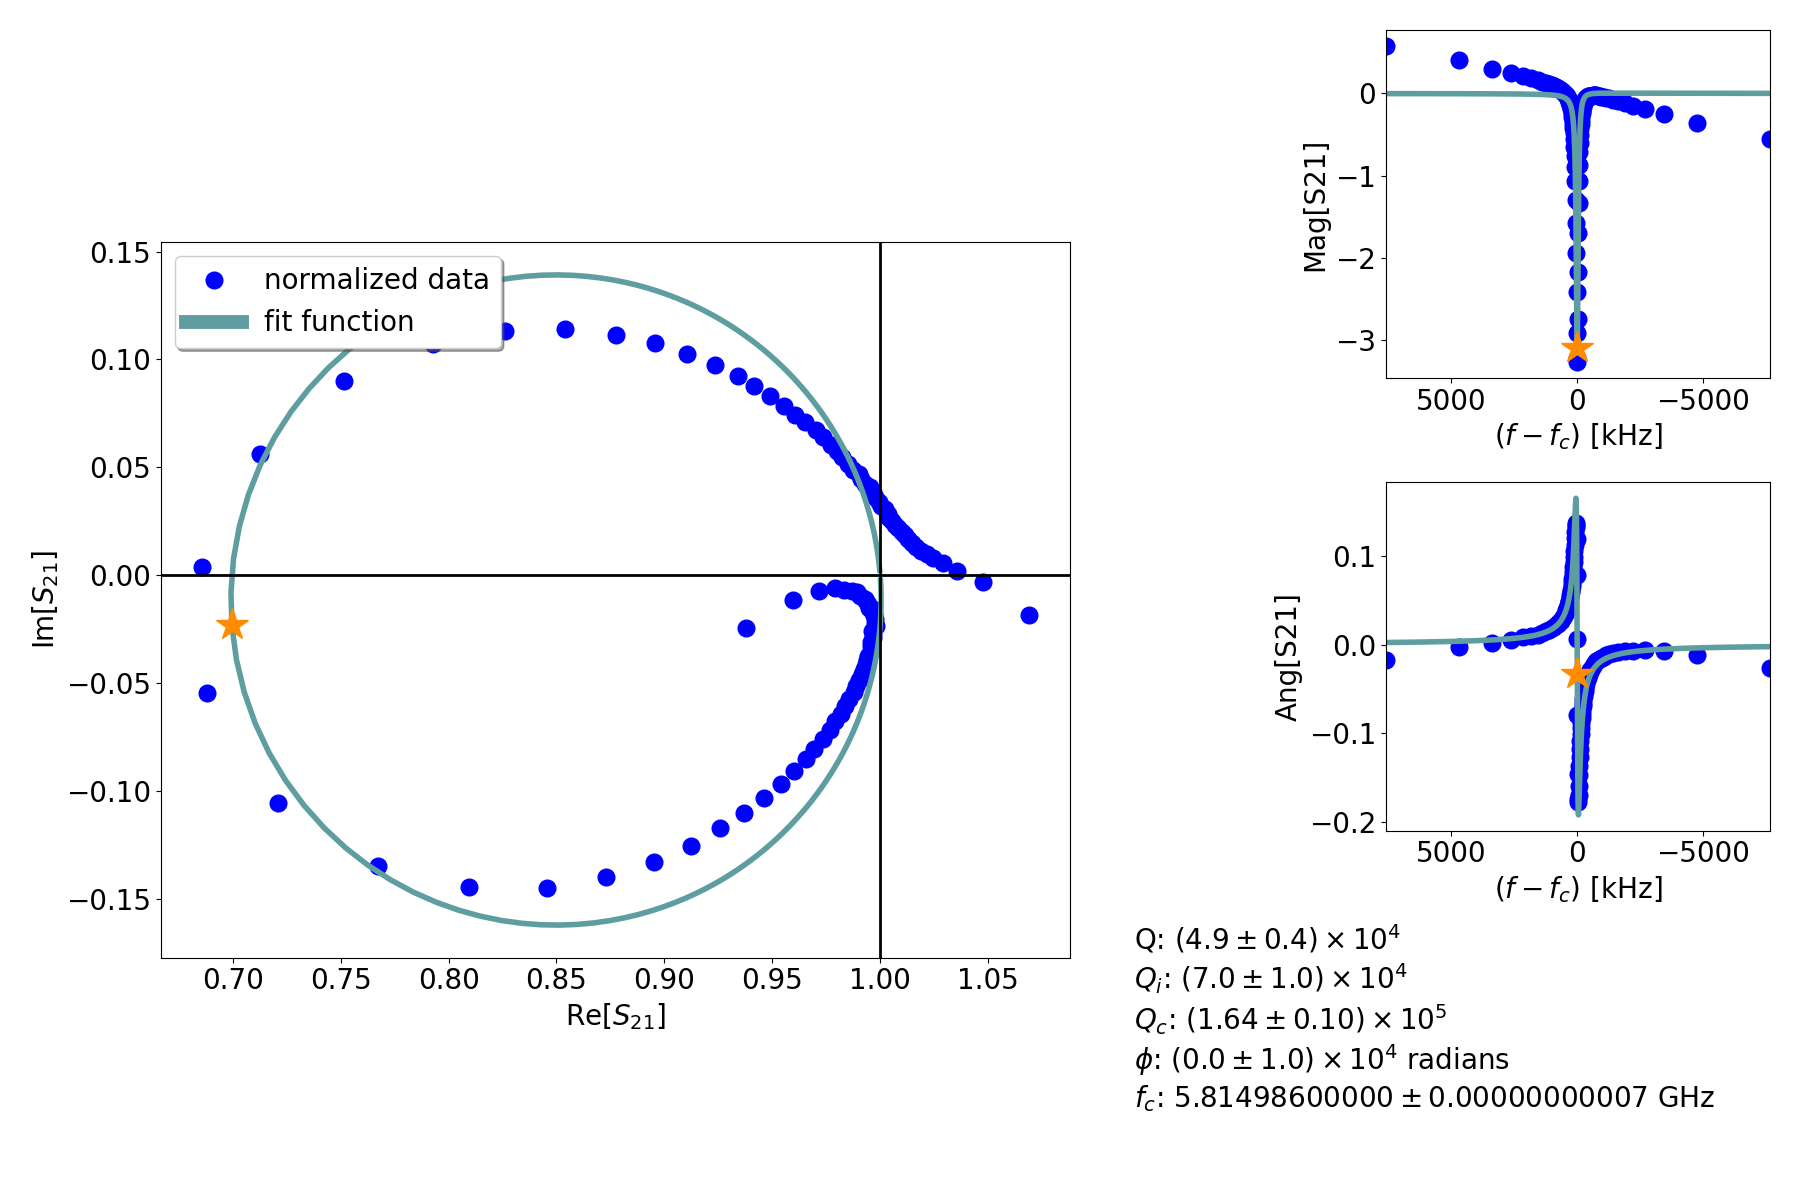 normalized data
fit function
0.15
0.10
0.05
0.00
−0.05
−0.10
−0.15
Im[S21]
0.70 0.75 0.80 0.85 0.90 0.95 1.00 1.05
Re[S21]
0
−1
−2
−3
Mag[S21]
5000 0 −5000
(f − fc) [kHz]
0.1
0.0
−0.1
−0.2
Ang[S21]
5000 0 −5000
(f − fc) [kHz]
Q: (4.9 ± 0.4) × 10^4
Qi: (7.0 ± 1.0) × 10^4
Qc: (1.64 ± 0.10) × 10^5
ϕ: (0.0 ± 1.0) × 10^4 radians
fc: 5.81498600000 ± 0.00000000007 GHz